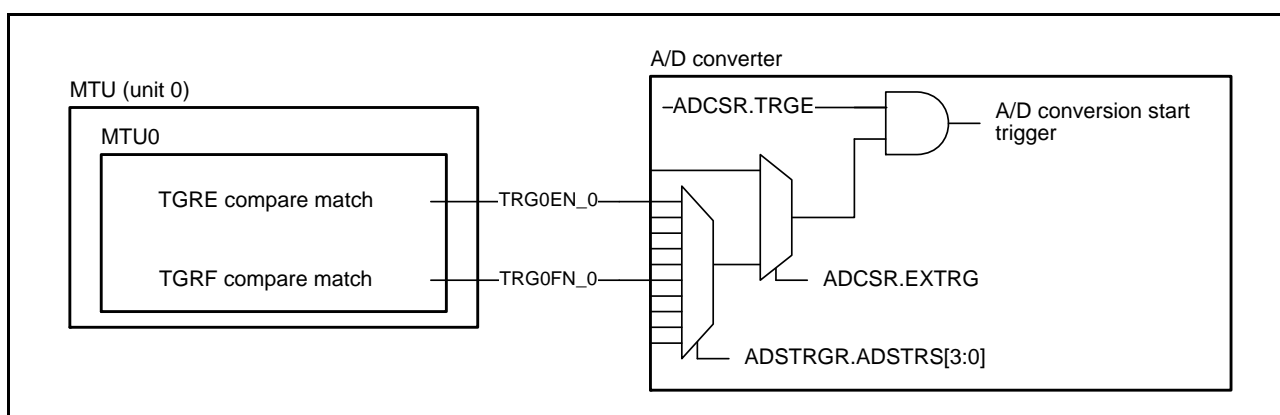 A/D converter
MTU (unit 0)
ADCSR.TRGE
A/D conversion start
trigger
MTU0
TGRE compare match
TRG0EN_0
TGRF compare match
TRG0FN_0
ADCSR.EXTRG
ADSTRGR.ADSTRS[3:0]